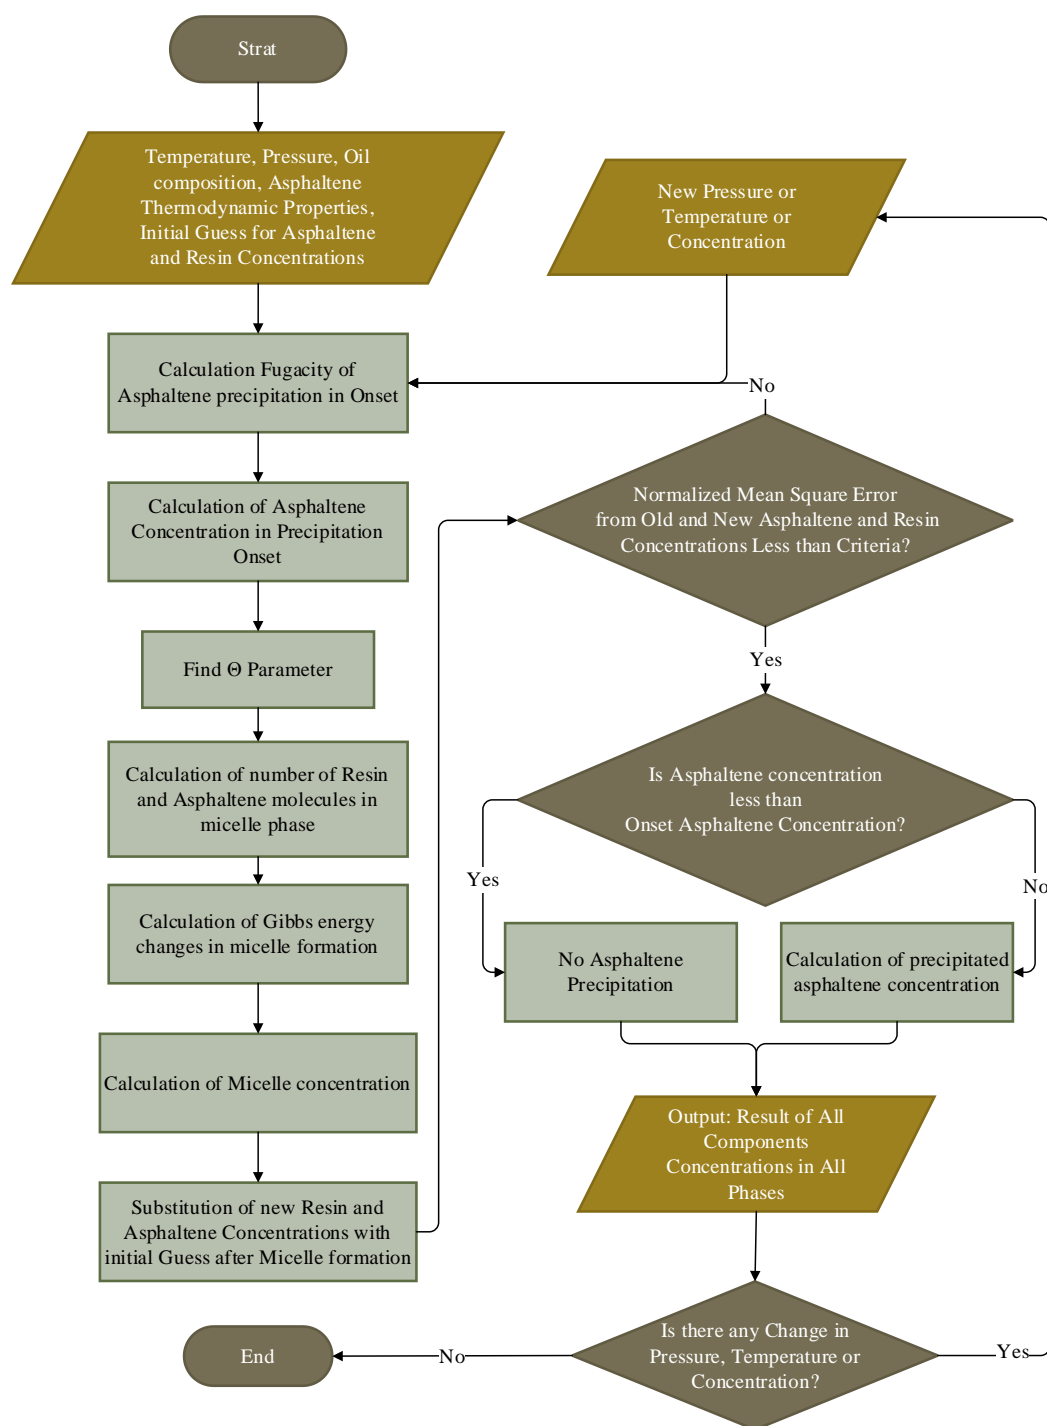 Strat
Temperature, Pressure, Oil
composition, Asphaltene
Thermodynamic Properties,
Initial Guess for Asphaltene
and Resin Concentrations
Calculation Fugacity of
Asphaltene precipitation in Onset
Calculation of Asphaltene
Concentration in Precipitation
Onset
Find Θ Parameter
Calculation of number of Resin
and Asphaltene molecules in
micelle phase
Calculation of Gibbs energy
changes in micelle formation
Calculation of Micelle concentration
Substitution of new Resin and
Asphaltene Concentrations with
initial Guess after Micelle formation
New Pressure or
Temperature or
Concentration
No
Normalized Mean Square Error
from Old and New Asphaltene and Resin
Concentrations Less than Criteria?
Yes
Is Asphaltene concentration
less than
Onset Asphaltene Concentration?
Yes
No
No Asphaltene
Precipitation
Calculation of precipitated
asphaltene concentration
Output: Result of All
Components
Concentrations in All
Phases
Is there any Change in
Pressure, Temperature or
Concentration?
Yes
No
End